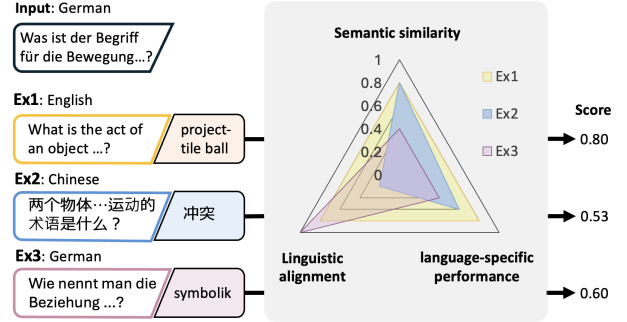 Input: German
Was ist der Begriff
für die Bewegung…?
Ex1: English
What is the act of
an object …?
project-
tile ball
Ex2: Chinese
两个物体…运动的
术语是什么？
冲突
Ex3: German
Wie nennt man die
Beziehung …?
symbolik
Semantic similarity
1
0.8
0.6
0.4
0.2
0
Ex1
Ex2
Ex3
Linguistic
alignment
language-specific
performance
Score
0.80
0.53
0.60